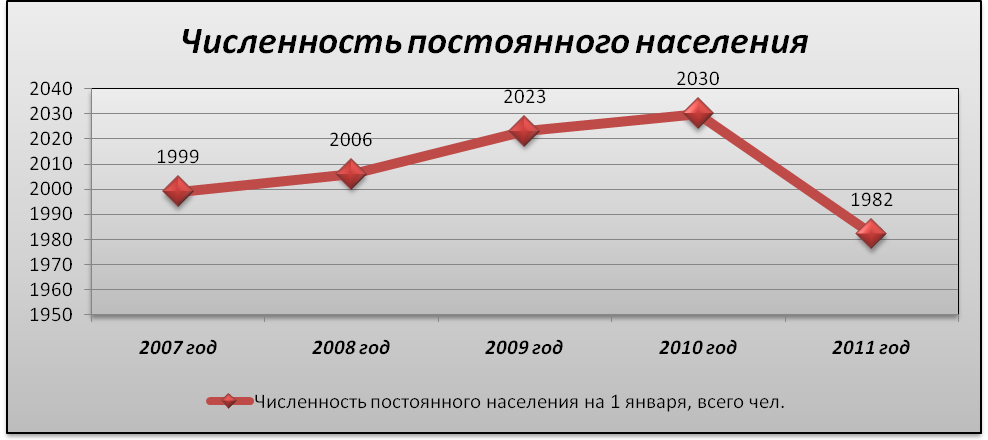 Численность постоянного населения
2040
2030
2020
2010
2000
1990
1980
1970
1960
1950
1999
2006
2023
2030
1982
2007 год
2008 год
2009 год
2010 год
2011 год
Численность постоянного населения на 1 января, всего чел.